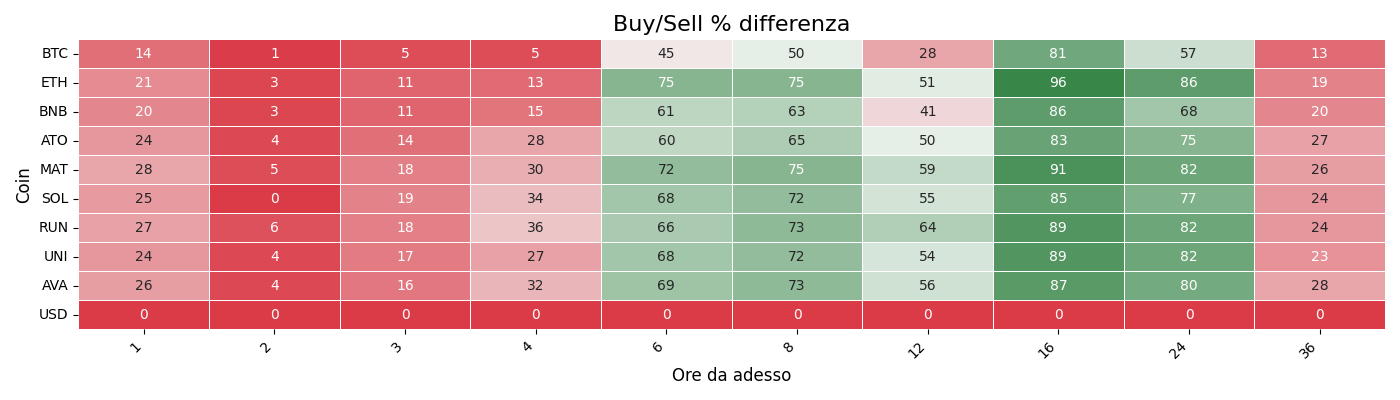 Buy/Sell % differenza
Coin
BTC 14 1 5 5 45 50 28 81 57 13
ETH 21 3 11 13 75 75 51 96 86 19
BNB 20 3 11 15 61 63 41 86 68 20
ATO 24 4 14 28 60 65 50 83 75 27
MAT 28 5 18 30 72 75 59 91 82 26
SOL 25 0 19 34 68 72 55 85 77 24
RUN 27 6 18 36 66 73 64 89 82 24
UNI 24 4 17 27 68 72 54 89 82 23
AVA 26 4 16 32 69 73 56 87 80 28
USD 0 0 0 0 0 0 0 0 0 0
1 2 3 4 6 8 12 16 24 36
Ore da adesso